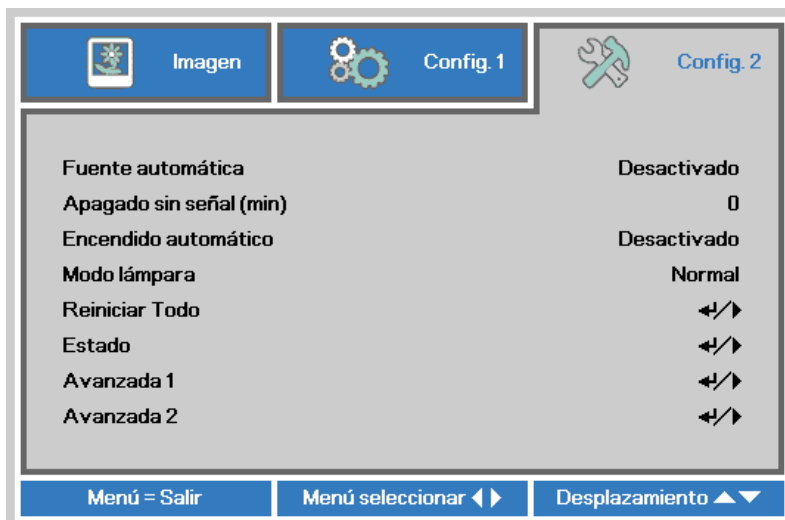 Imagen Config. 1 Config. 2
Fuente automática Desactivado
Apagado sin señal (min) 0
Encendido automático Desactivado
Modo lámpara Normal
Reiniciar Todo
Estado
Avanzada 1
Avanzada 2
Menú = Salir Menú seleccionar Desplazamiento